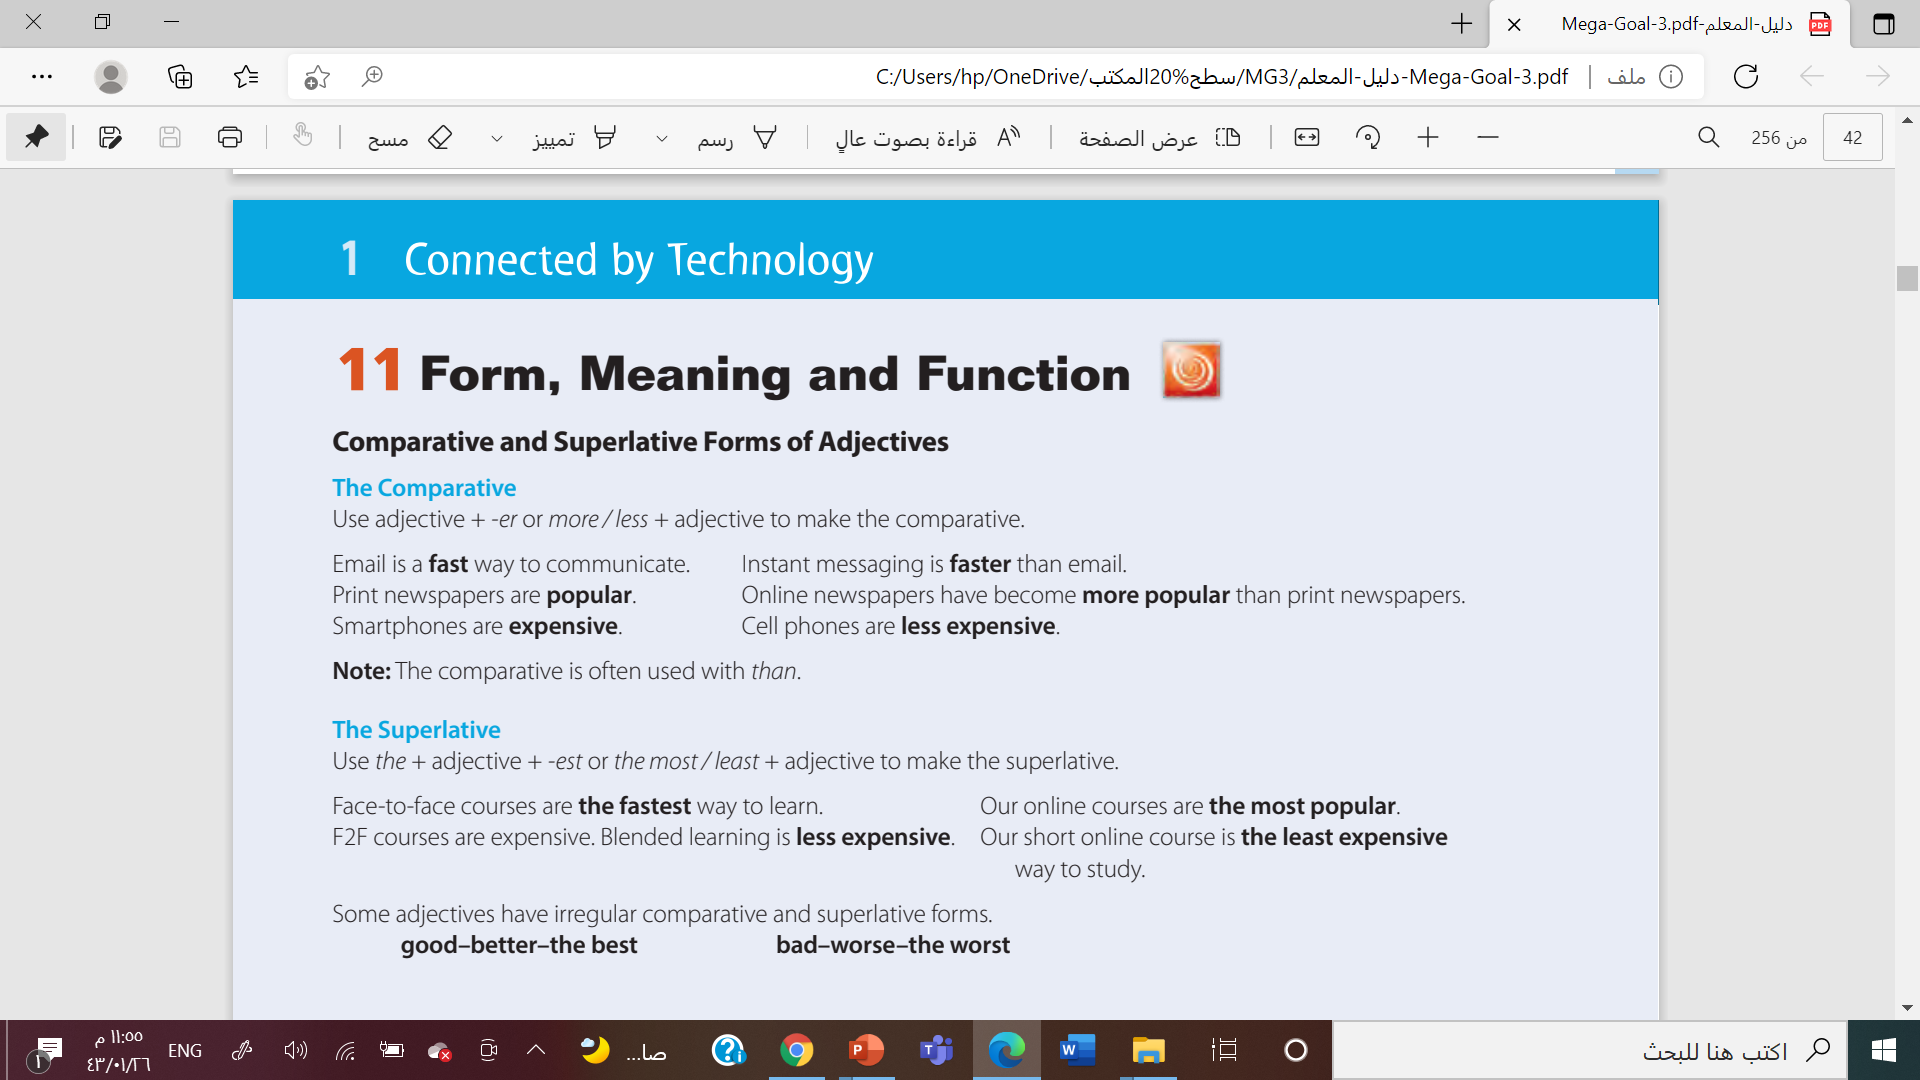 دليل-المعلم-Mega-Goal-3.pdf
C:/Users/hp/OneDrive/سطح%20المكتب/MG3/دليل-المعلم-Mega-Goal-3.pdf
ملف
42
من 256
عرض الصفحة
قراءة بصوت عالٍ
رسم
تمييز
مسح
1 Connected by Technology
11 Form, Meaning and Function
Comparative and Superlative Forms of Adjectives
The Comparative
Use adjective + -er or more / less + adjective to make the comparative.
Email is a fast way to communicate. Instant messaging is faster than email.
Print newspapers are popular. Online newspapers have become more popular than print newspapers.
Smartphones are expensive. Cell phones are less expensive.
Note: The comparative is often used with than.
The Superlative
Use the + adjective + -est or the most / least + adjective to make the superlative.
Face-to-face courses are the fastest way to learn. Our online courses are the most popular.
F2F courses are expensive. Blended learning is less expensive. Our short online course is the least expensive
way to study.
Some adjectives have irregular comparative and superlative forms.
good–better–the best bad–worse–the worst
اكتب هنا للبحث
صا...
ENG
١١:٥٥ م
٤٣/٠١/٢٦
١